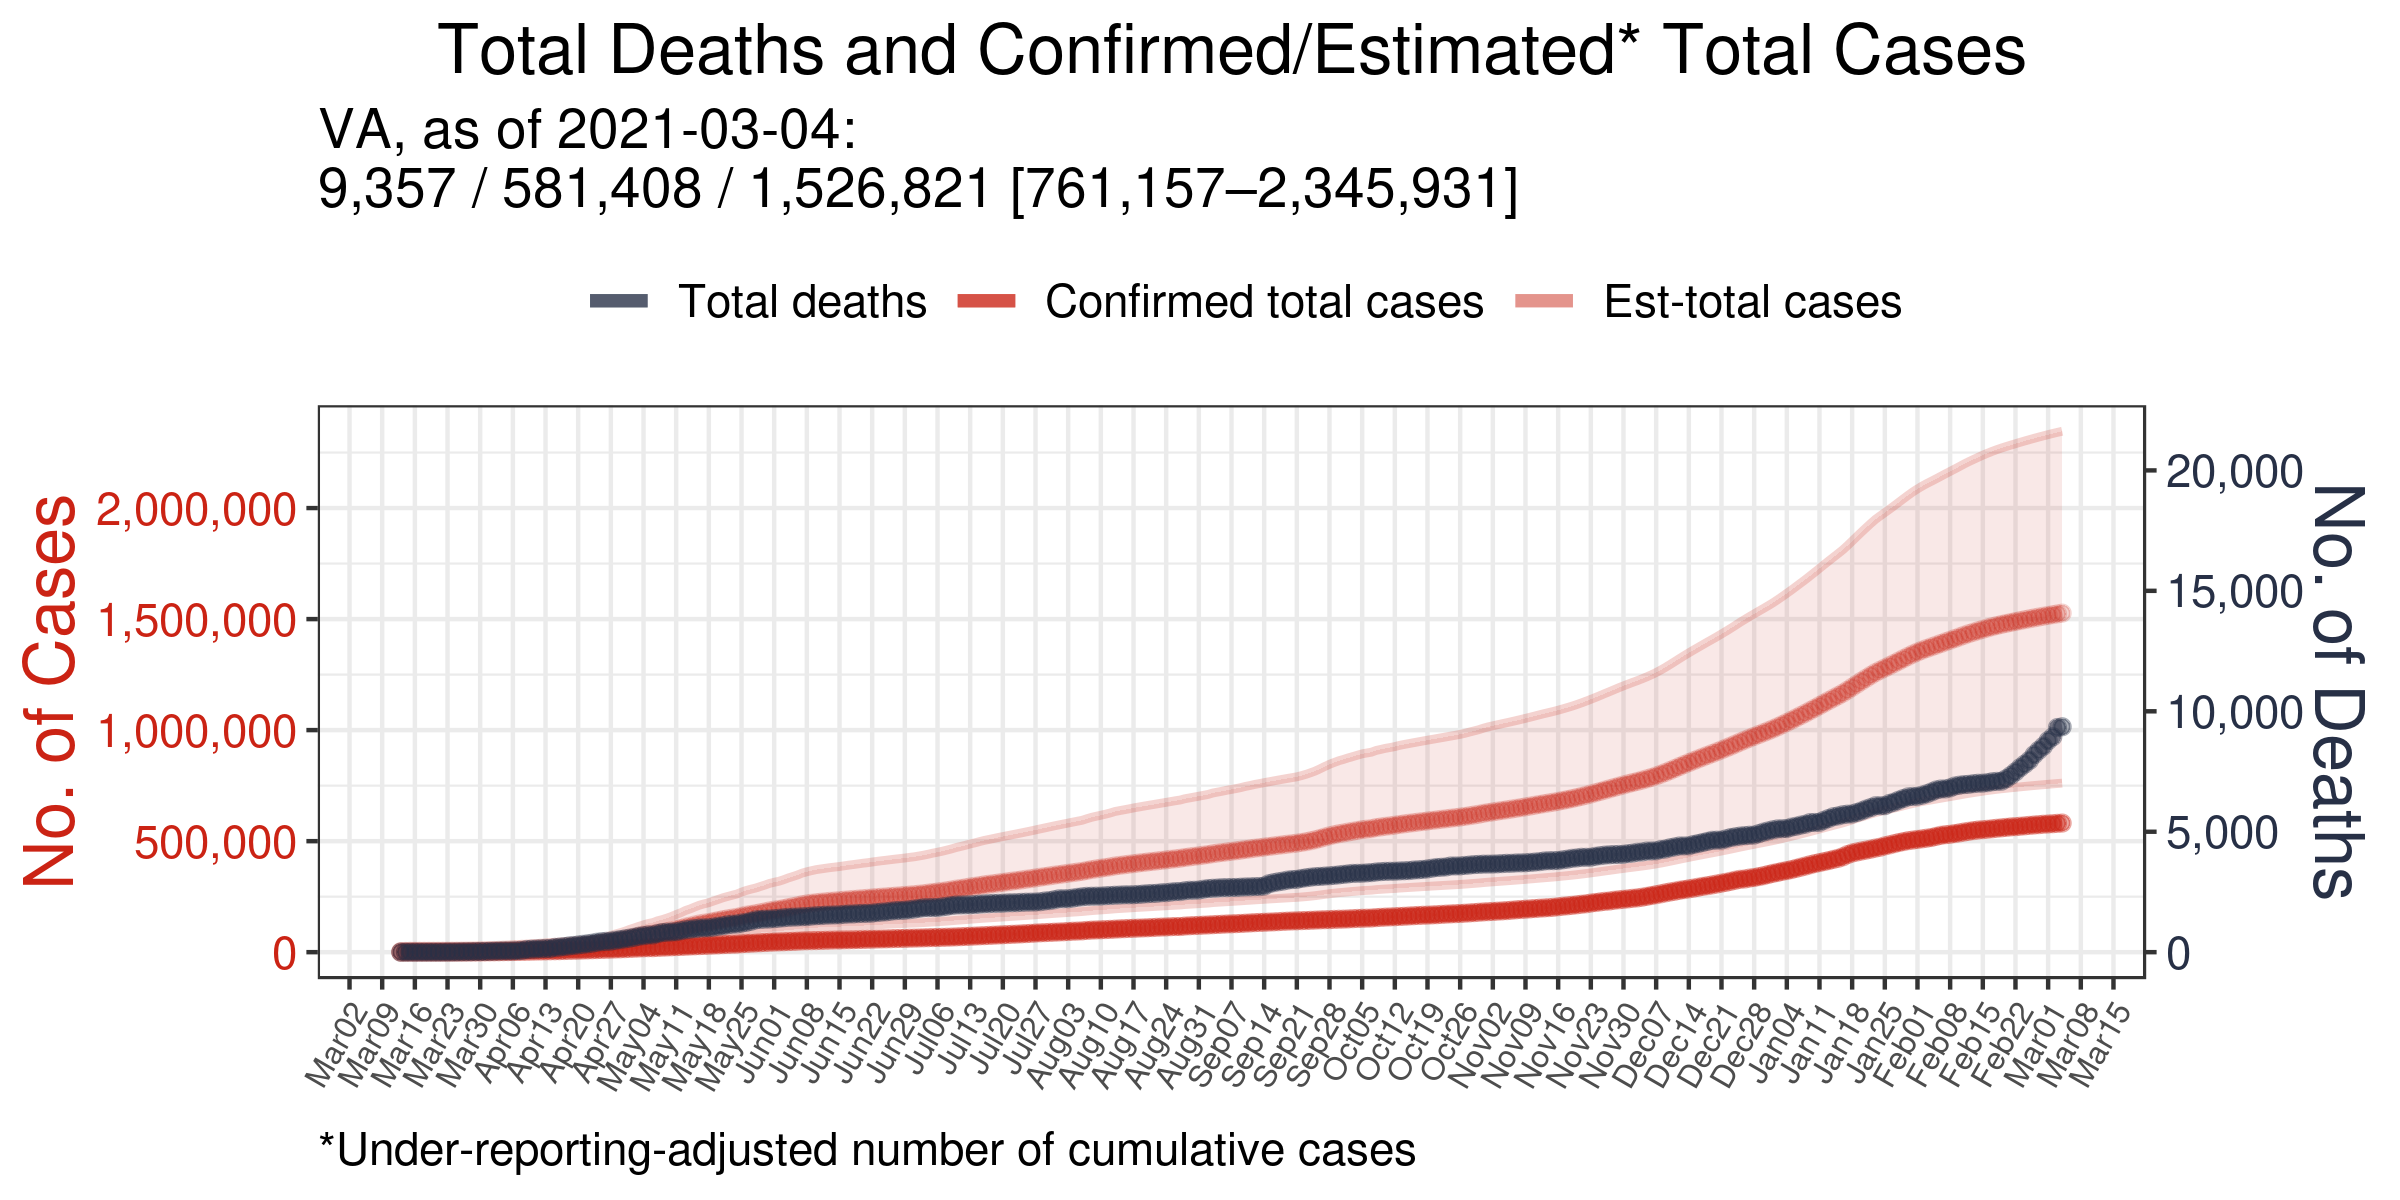 Total Deaths and Confirmed/Estimated* Total Cases
VA, as of 2021-03-04:
9,357 / 581,408 / 1,526,821 [761,157–2,345,931]
Total deaths
Confirmed total cases
Est-total cases
No. of Cases
2,000,000
1,500,000
1,000,000
500,000
0
20,000
15,000
10,000
5,000
0
No. of Deaths
Mar02
Mar09
Mar16
Mar23
Mar30
Apr06
Apr13
Apr20
Apr27
May04
May11
May18
May25
Jun01
Jun08
Jun15
Jun22
Jun29
Jul06
Jul13
Jul20
Jul27
Aug03
Aug10
Aug17
Aug24
Aug31
Sep07
Sep14
Sep21
Sep28
Oct05
Oct12
Oct19
Oct26
Nov02
Nov09
Nov16
Nov23
Nov30
Dec07
Dec14
Dec21
Dec28
Jan04
Jan11
Jan18
Jan25
Feb01
Feb08
Feb15
Feb22
Mar01
Mar08
Mar15
*Under-reporting-adjusted number of cumulative cases